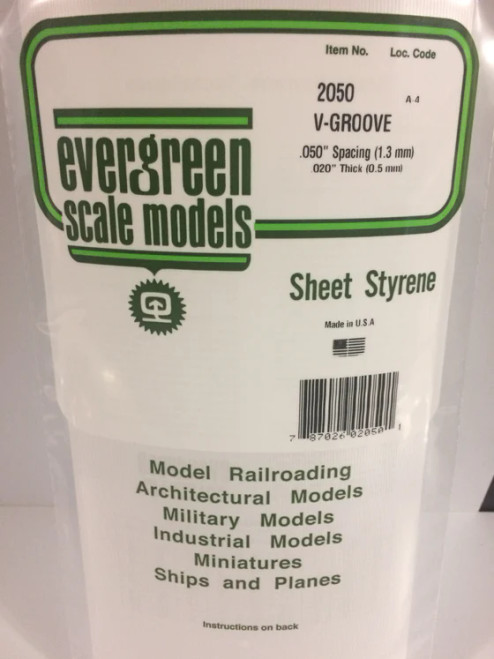 Item No. Loc. Code
2050 A-4
V-GROOVE
.050" Spacing (1.3 mm)
.020" Thick (0.5 mm)
evergreen
scale models
Sheet Styrene
Made in U.S.A
7 87026 02050 1
Model Railroading
Architectural Models
Military Models
Industrial Models
Miniatures
Ships and Planes
Instructions on back